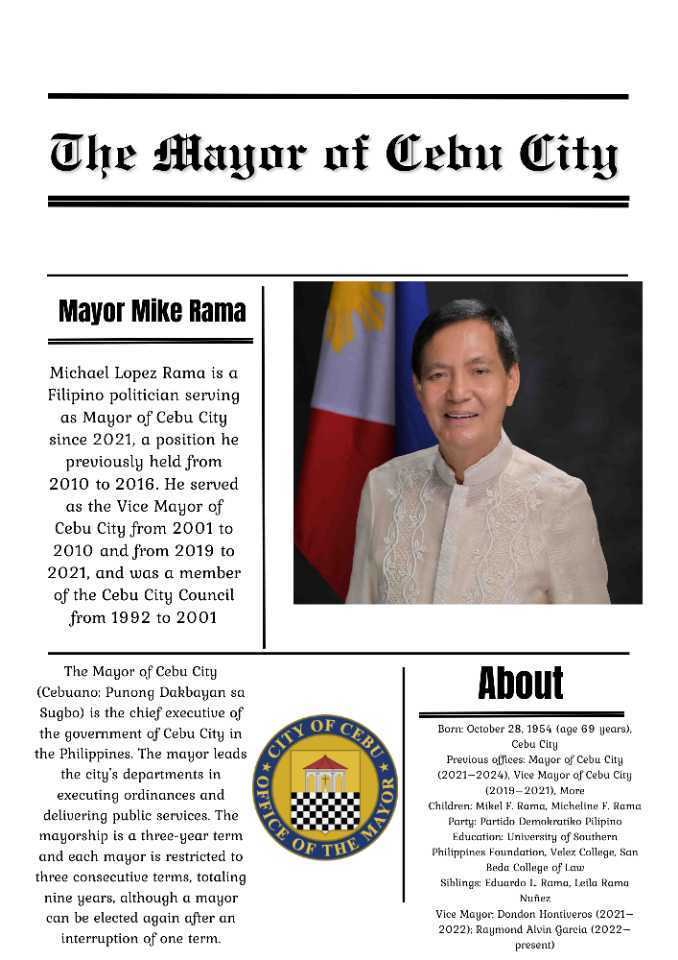 The Mayor of Cebu City
Mayor Mike Rama
Michael Lopez Rama is a
Filipino politician serving
as Mayor of Cebu City
since 2021, a position he
previously held from
2010 to 2016. He served
as the Vice Mayor of
Cebu City from 2001 to
2010 and from 2019 to
2021, and was a member
of the Cebu City Council
from 1992 to 2001
The Mayor of Cebu City
(Cebuano: Punong Dakbayan sa
Sugbo) is the chief executive of
the government of Cebu City in
the Philippines. The mayor leads
the city's departments in
executing ordinances and
delivering public services. The
mayorship is a three-year term
and each mayor is restricted to
three consecutive terms, totaling
nine years, although a mayor
can be elected again after an
interruption of one term.
CITY OF CEBU
OFFICE OF THE MAYOR
About
Born: October 28, 1954 (age 69 years),
Cebu City
Previous offices: Mayor of Cebu City
(2021–2024), Vice Mayor of Cebu City
(2019–2021), More
Children: Mikel F. Rama, Micheline F. Rama
Party: Partido Demokratiko Pilipino
Education: University of Southern
Philippines Foundation, Velez College, San
Beda College of Law
Siblings: Eduardo L. Rama, Leila Rama
Nuñez
Vice Mayor: Dondon Hontiveros (2021–
2022); Raymond Alvin Garcia (2022–
present)